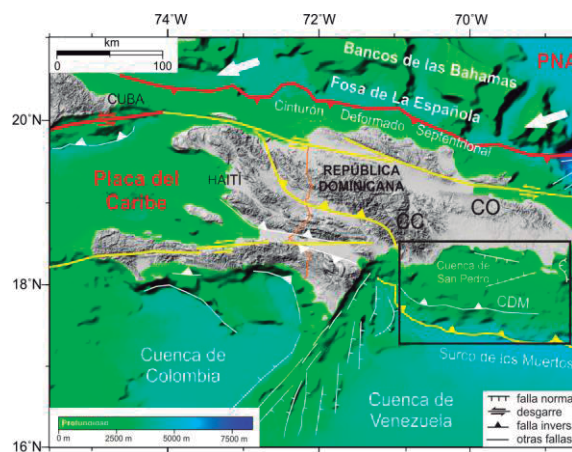 74°W
72°W
70°W
km
0
100
Bancos de las Bahamas
PNA
Fosa de La Española
20°N
CUBA
Cinturón Deformado Septentrional
REPÚBLICA
DOMINICANA
HAITÍ
Placa del
Caribe
CC
CO
Cuenca de
San Pedro
18°N
CDM
Surco de los Muertos
Cuenca de
Colombia
Cuenca de
Venezuela
falla normal
desgarre
falla inversa
otras fallas
Profundidad
0 m
2500 m
5000 m
7500 m
16°N